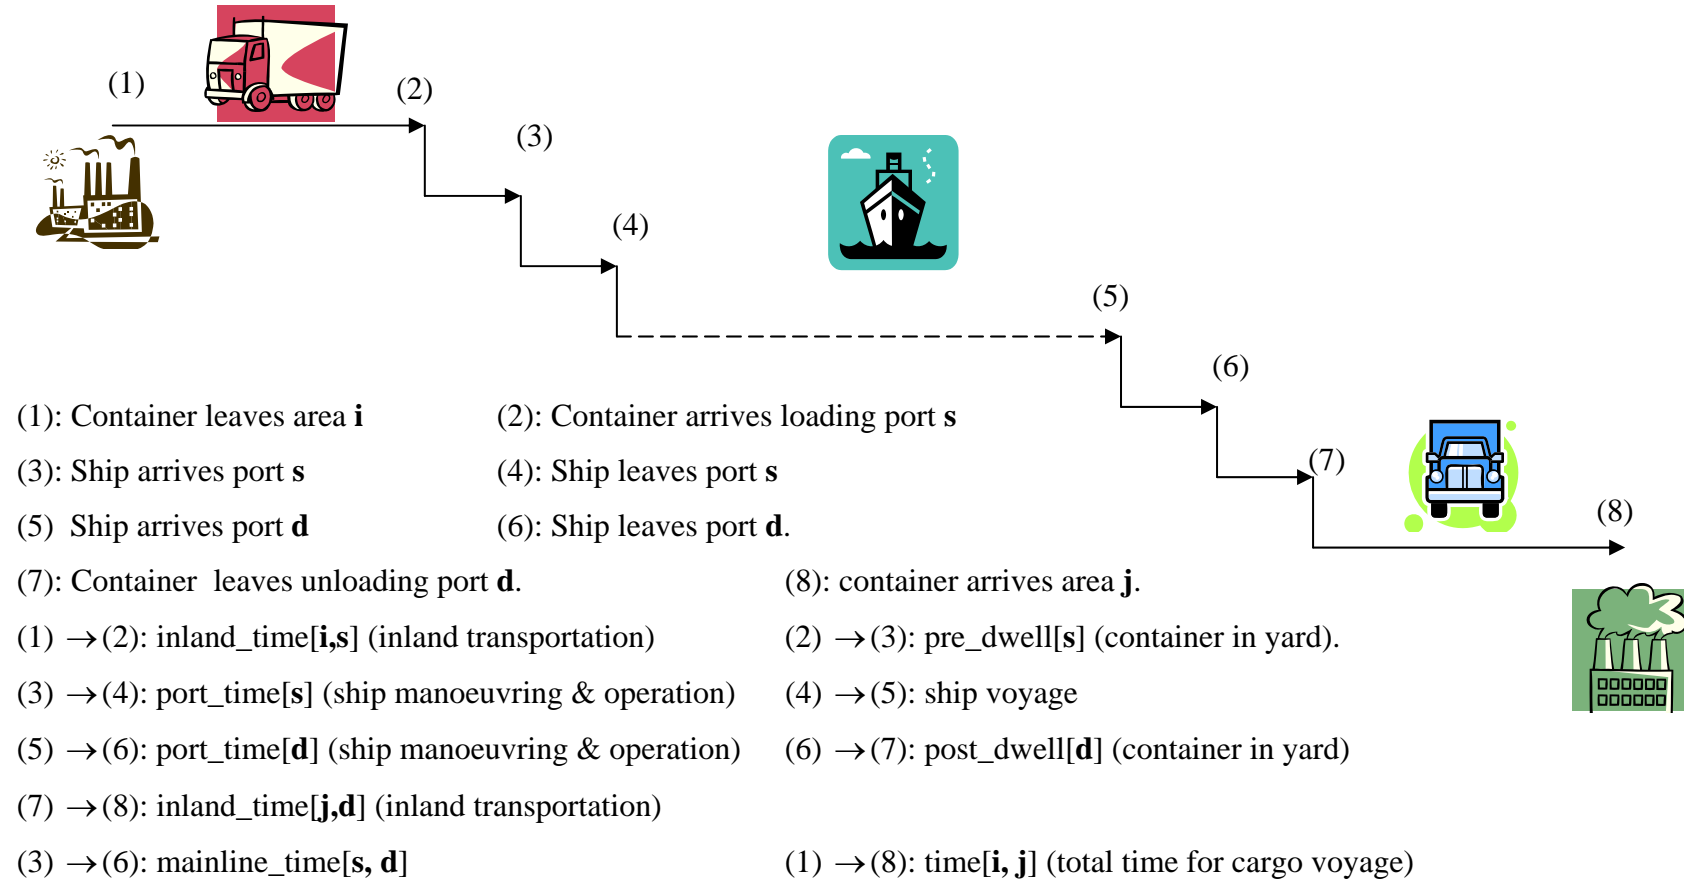 (1)
(2)
(3)
(4)
(5)
(6)
(7)
(8)
(1): Container leaves area i (2): Container arrives loading port s
(3): Ship arrives port s (4): Ship leaves port s
(5) Ship arrives port d (6): Ship leaves port d.
(7): Container leaves unloading port d. (8): container arrives area j.
(1) →(2): inland_time[i,s] (inland transportation) (2) →(3): pre_dwell[s] (container in yard).
(3) →(4): port_time[s] (ship manoeuvring & operation) (4) →(5): ship voyage
(5) →(6): port_time[d] (ship manoeuvring & operation) (6) →(7): post_dwell[d] (container in yard)
(7) →(8): inland_time[j,d] (inland transportation)
(3) →(6): mainline_time[s, d] (1) →(8): time[i, j] (total time for cargo voyage)